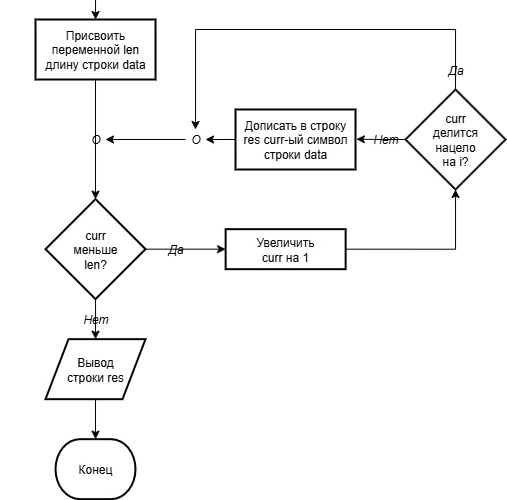 Присвоить
переменной len
длину строки data
Да
curr
делится
нацело
на i?
Нет
Дописать в строку
res curr-ый символ
строки data
О
О
curr
меньше
len?
Да
Увеличить
curr на 1
Нет
Вывод
строки res
Конец